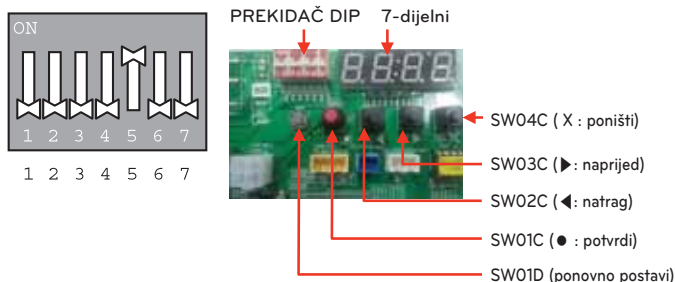 PREKIDAČ DIP 7-dijelni
ON
1 2 3 4 5 6 7
1 2 3 4 5 6 7
SW04C ( X : poništi)
SW03C (▶: naprijed)
SW02C (◀: natrag)
SW01C (● : potvrdi)
SW01D (ponovno postavi)